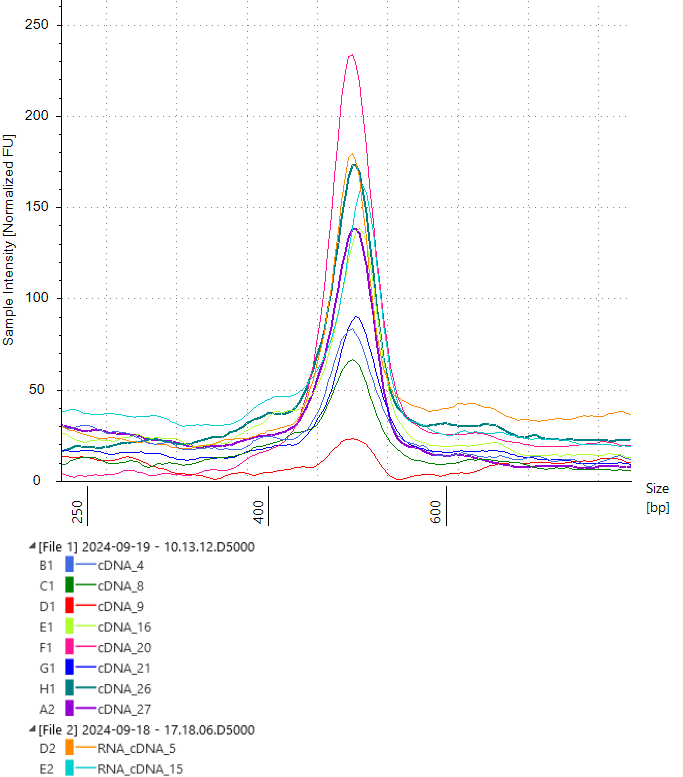 250
200
150
100
50
0
Sample Intensity [Normalized FU]
250
400
600
Size
[bp]
[File 1] 2024-09-19 - 10.13.12.D5000
B1 cDNA_4
C1 cDNA_8
D1 cDNA_9
E1 cDNA_16
F1 cDNA_20
G1 cDNA_21
H1 cDNA_26
A2 cDNA_27
[File 2] 2024-09-18 - 17.18.06.D5000
D2 RNA_cDNA_5
E2 RNA_cDNA_15